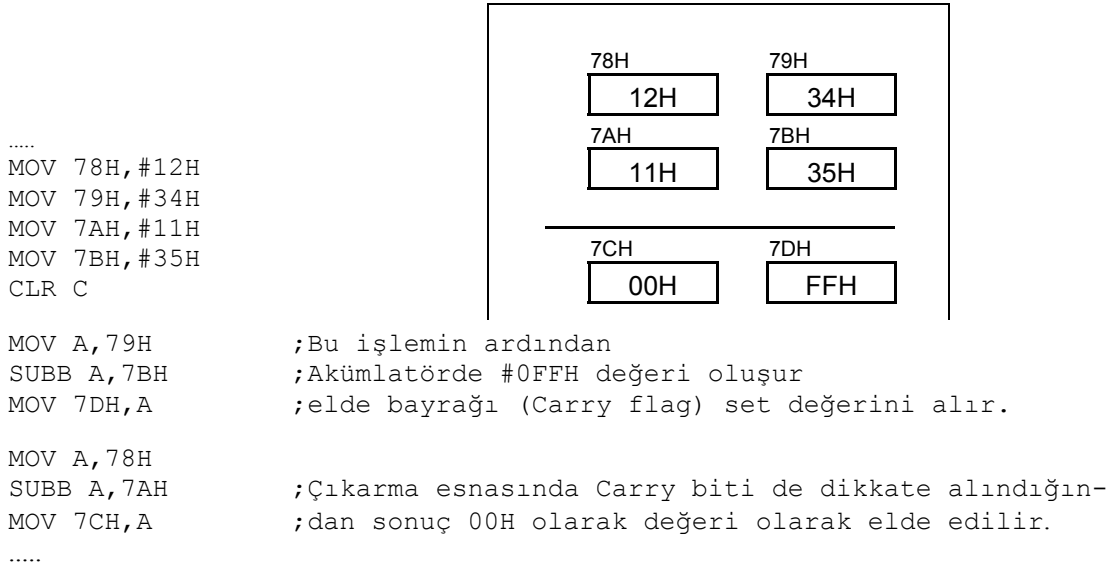 78H 79H
12H 34H
7AH 7BH
11H 35H
7CH 7DH
00H FFH
.....
MOV 78H,#12H
MOV 79H,#34H
MOV 7AH,#11H
MOV 7BH,#35H
CLR C
MOV A,79H ;Bu işlemin ardından
SUBB A,7BH ;Akümlatörde #0FFH değeri oluşur
MOV 7DH,A ;elde bayrağı (Carry flag) set değerini alır.
MOV A,78H
SUBB A,7AH ;Çıkarma esnasında Carry biti de dikkate alındığın-
MOV 7CH,A ;dan sonuç 00H olarak değeri olarak elde edilir.
.....